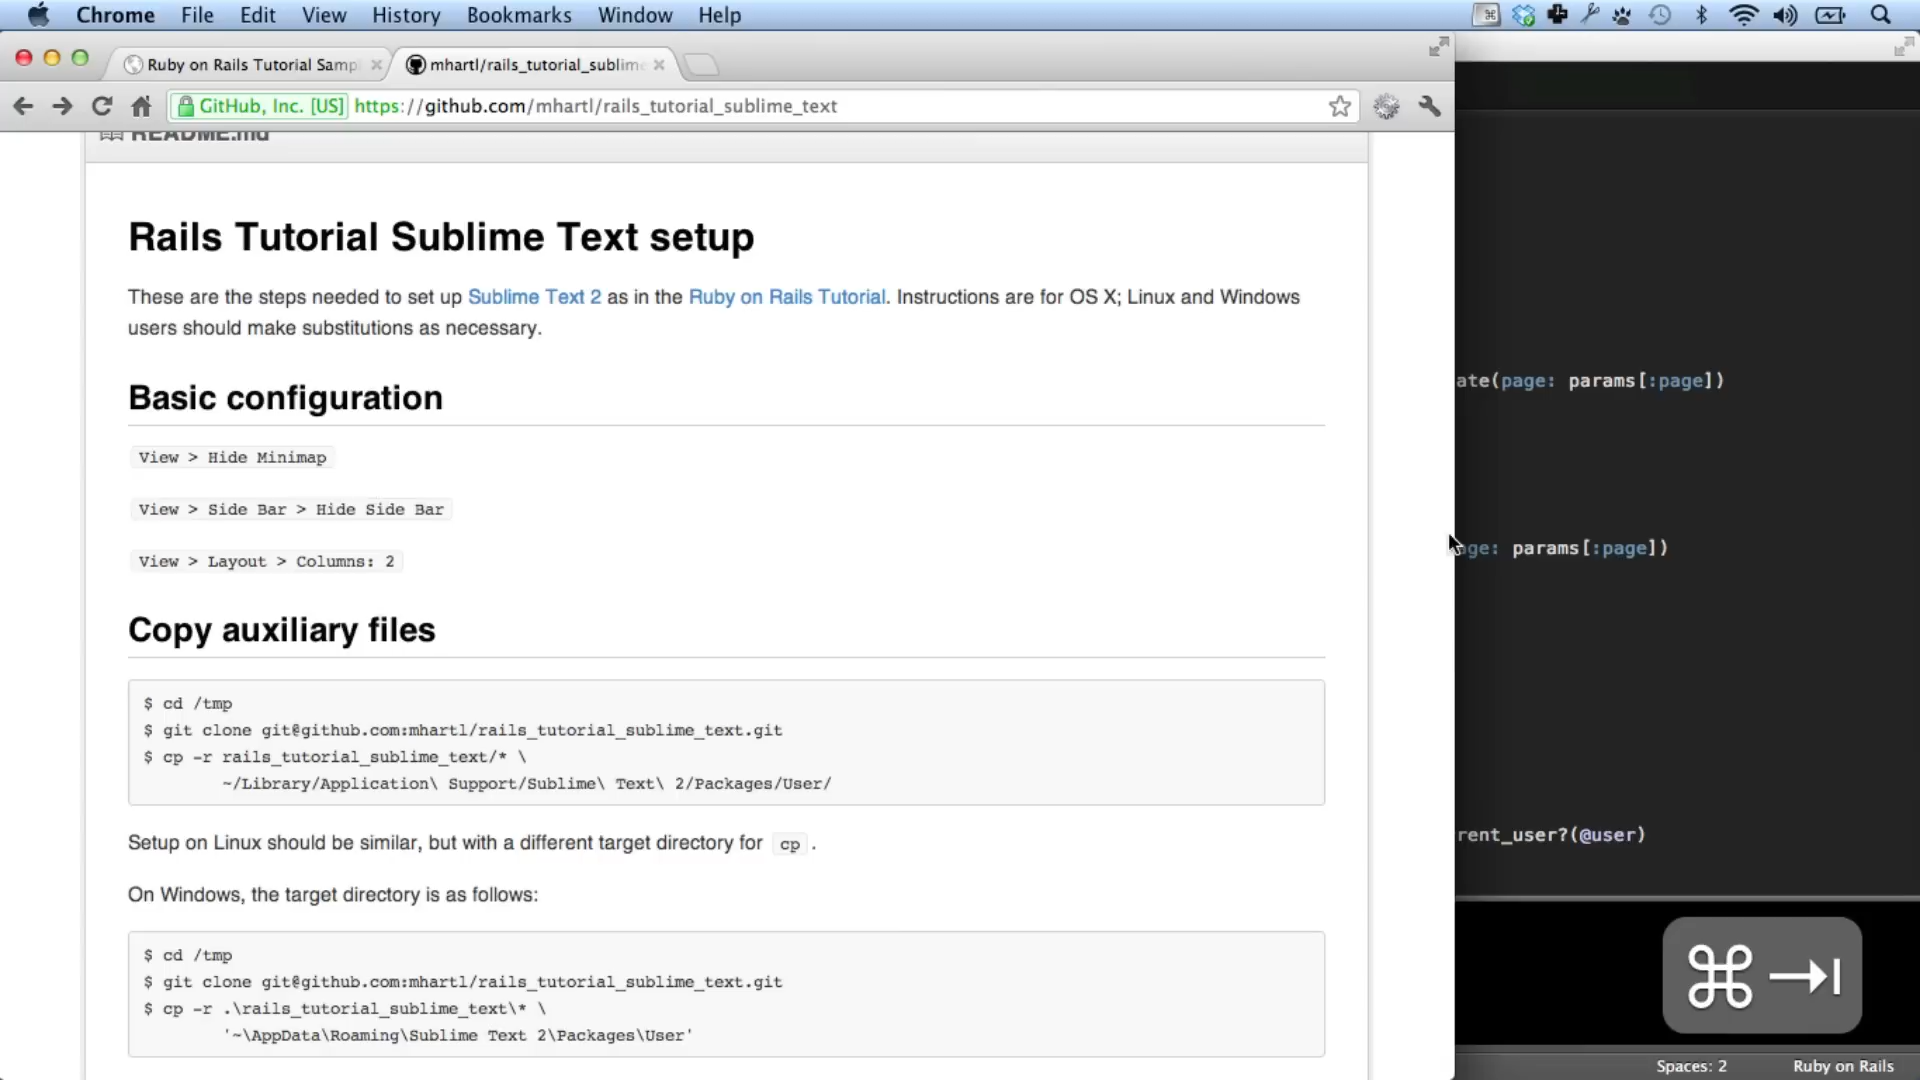 Chrome File Edit View History Bookmarks Window Help
Ruby on Rails Tutorial Samp
mhartl/rails_tutorial_sublime
GitHub, Inc. [US] https://github.com/mhartl/rails_tutorial_sublime_text
README.md
Rails Tutorial Sublime Text setup
These are the steps needed to set up Sublime Text 2 as in the Ruby on Rails Tutorial. Instructions are for OS X; Linux and Windows
users should make substitutions as necessary.
Basic configuration
View > Hide Minimap
View > Side Bar > Hide Side Bar
View > Layout > Columns: 2
Copy auxiliary files
$ cd /tmp
$ git clone git@github.com:mhartl/rails_tutorial_sublime_text.git
$ cp -r rails_tutorial_sublime_text/* \
~/Library/Application\ Support/Sublime\ Text\ 2/Packages/User/
Setup on Linux should be similar, but with a different target directory for cp .
On Windows, the target directory is as follows:
$ cd /tmp
$ git clone git@github.com:mhartl/rails_tutorial_sublime_text.git
$ cp -r .\rails_tutorial_sublime_text\* \
'~\AppData\Roaming\Sublime Text 2\Packages\User'
ate(page: params[:page])
age: params[:page])
rent_user?(@user)
⌘ →|
Spaces: 2 Ruby on Rails